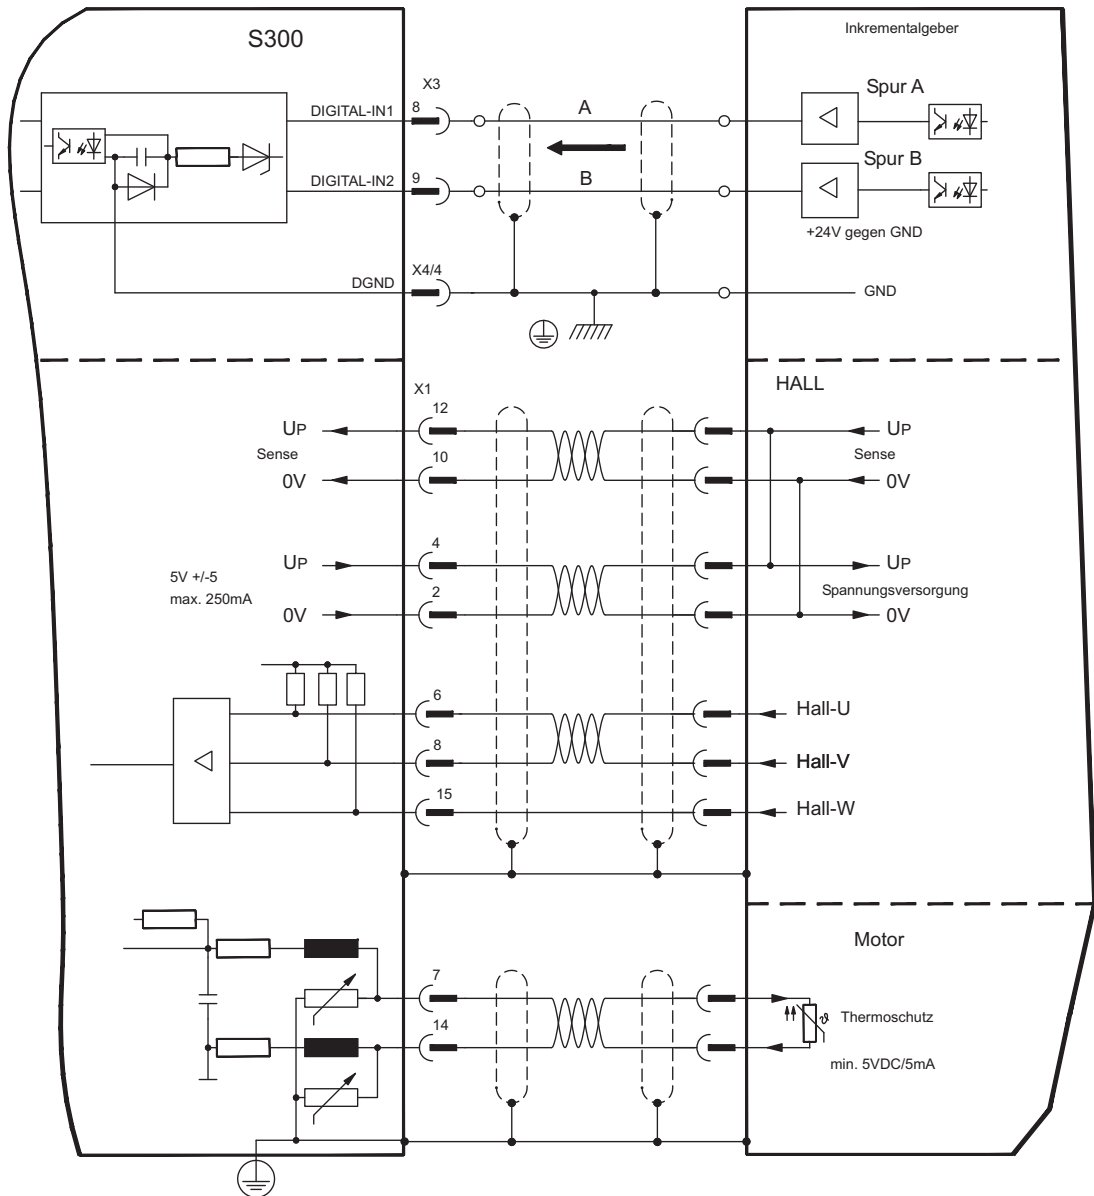 S300
Inkrementalgeber
X3
DIGITAL-IN1
8
A
Spur A
DIGITAL-IN2
9
B
Spur B
+24V gegen GND
DGND
X4/4
GND
X1
HALL
UP
12
UP
Sense
Sense
0V
10
0V
UP
4
UP
5V +/-5
max. 250mA
Spannungsversorgung
0V
2
0V
6
Hall-U
8
Hall-V
15
Hall-W
Motor
7
14
ϑ
Thermoschutz
min. 5VDC/5mA